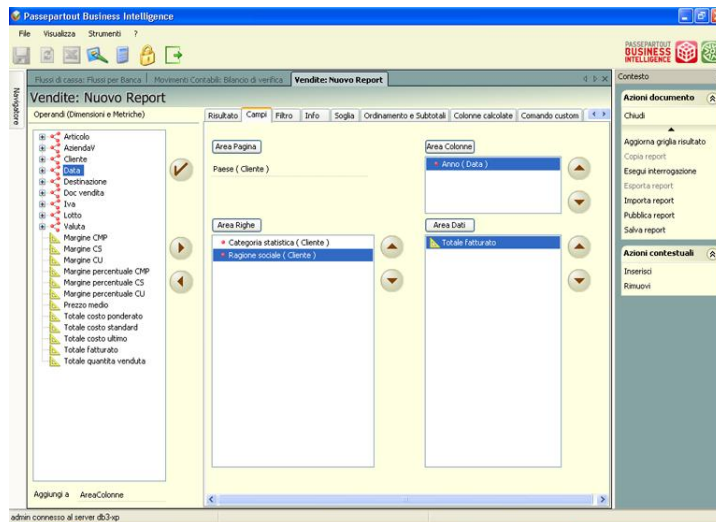 Passepartout Business Intelligence
File Visualizza Strumenti ?
PASSEPARTOUT
BUSINESS
INTELLIGENCE
Navigatore
Flussi di cassa: Flussi per Banca
Movimenti Contabili: Bilancio di verifica
Vendite: Nuovo Report
Vendite: Nuovo Report
Operandi (Dimensioni e Metriche)
Articolo
AziendaV
Cliente
Data
Destinazione
Doc vendita
Iva
Lotto
Valuta
Margine CMP
Margine CS
Margine CU
Margine percentuale CMP
Margine percentuale CS
Margine percentuale CU
Prezzo medio
Totale costo ponderato
Totale costo standard
Totale costo ultimo
Totale fatturato
Totale quantita venduta
Aggiungi a AreaColonne
Risultato Campi Filtro Info Soglia Ordinamento e Subtotali Colonne calcolate Comando custom
Area Pagina
Paese ( Cliente )
Area Colonne
Anno ( Data )
Area Righe
Categoria statistica ( Cliente )
Ragione sociale ( Cliente )
Area Dati
Totale fatturato
Contesto
Azioni documento
Chiudi
Aggiorna griglia risultato
Copia report
Esegui interrogazione
Esporta report
Importa report
Pubblica report
Salva report
Azioni contestuali
Inserisci
Rimuovi
admin connesso al server db3-xp